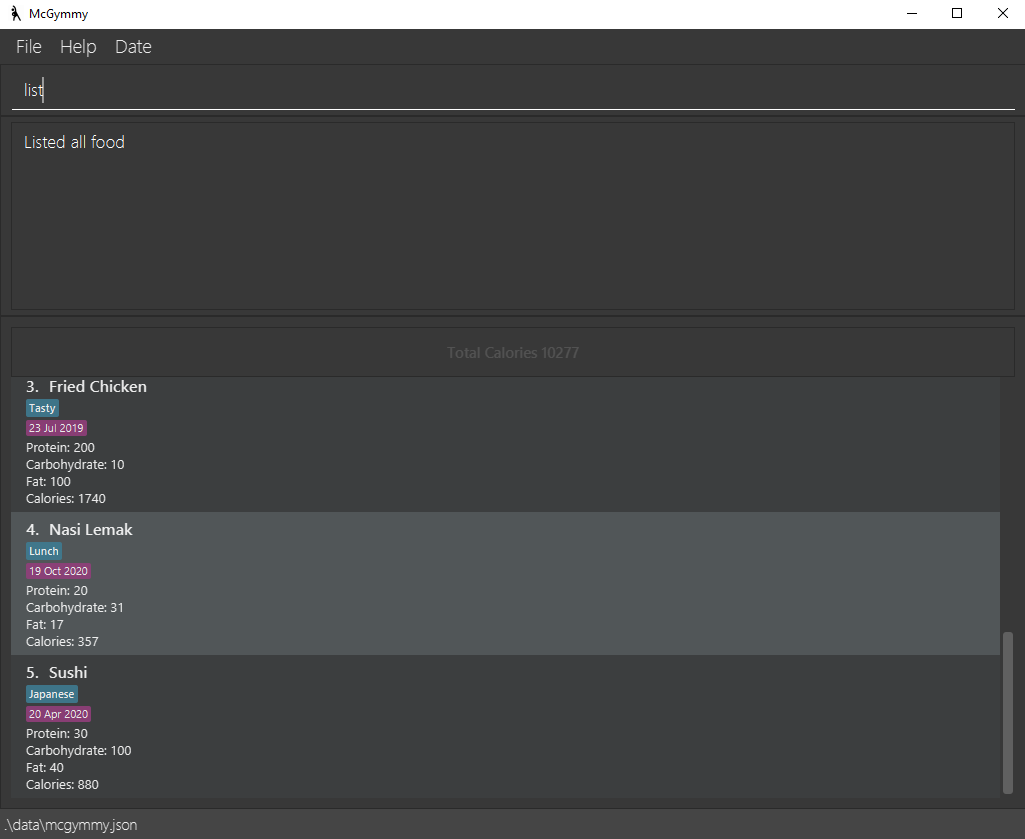 McGymmy
File Help Date
list
Listed all food
Total Calories 10277
3. Fried Chicken
Tasty
23 Jul 2019
Protein: 200
Carbohydrate: 10
Fat: 100
Calories: 1740
4. Nasi Lemak
Lunch
19 Oct 2020
Protein: 20
Carbohydrate: 31
Fat: 17
Calories: 357
5. Sushi
Japanese
20 Apr 2020
Protein: 30
Carbohydrate: 100
Fat: 40
Calories: 880
.\data\mcgymmy.json